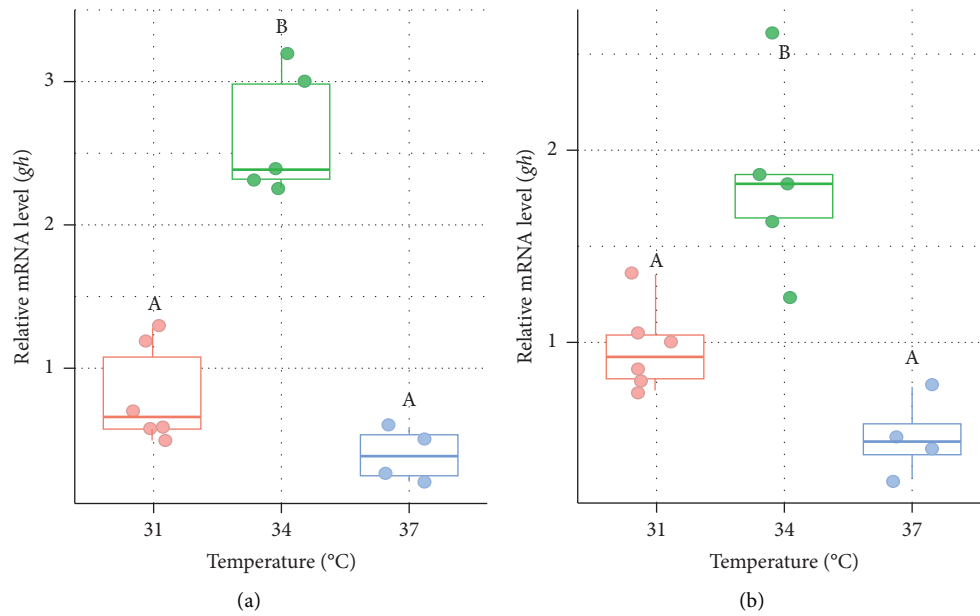 Relative mRNA level (gh)
3
2
1
A
B
A
31
34
37
Temperature (°C)
(a)
Relative mRNA level (gh)
2
1
A
B
A
31
34
37
Temperature (°C)
(b)